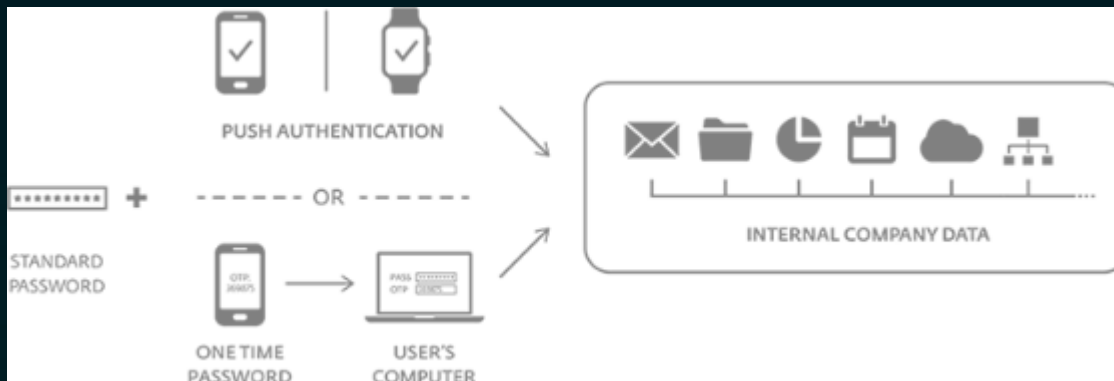 PUSH AUTHENTICATION
*********
OR
STANDARD
PASSWORD
OTP:
PASS ********
OTP
ONE TIME
PASSWORD
USER'S
COMPUTER
INTERNAL COMPANY DATA